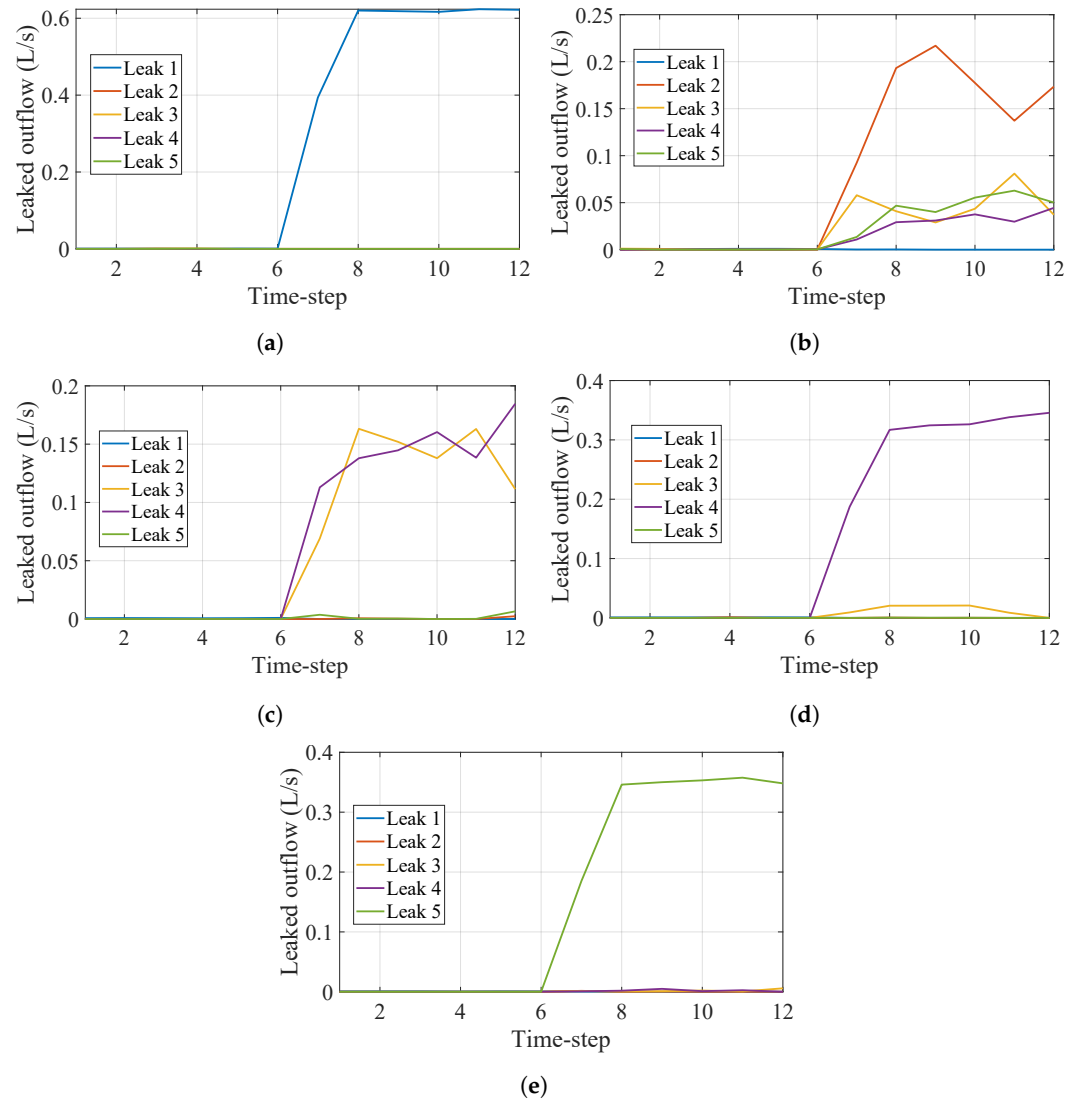 Leaked outflow (L/s)
0.6
0.4
0.2
0
Leak 1
Leak 2
Leak 3
Leak 4
Leak 5
2 4 6 8 10 12
Time-step
(a)
Leaked outflow (L/s)
0.25
0.2
0.15
0.1
0.05
0
Leak 1
Leak 2
Leak 3
Leak 4
Leak 5
2 4 6 8 10 12
Time-step
(b)
Leaked outflow (L/s)
0.2
0.15
0.1
0.05
0
Leak 1
Leak 2
Leak 3
Leak 4
Leak 5
2 4 6 8 10 12
Time-step
(c)
Leaked outflow (L/s)
0.4
0.3
0.2
0.1
0
Leak 1
Leak 2
Leak 3
Leak 4
Leak 5
2 4 6 8 10 12
Time-step
(d)
Leaked outflow (L/s)
0.4
0.3
0.2
0.1
0
Leak 1
Leak 2
Leak 3
Leak 4
Leak 5
2 4 6 8 10 12
Time-step
(e)